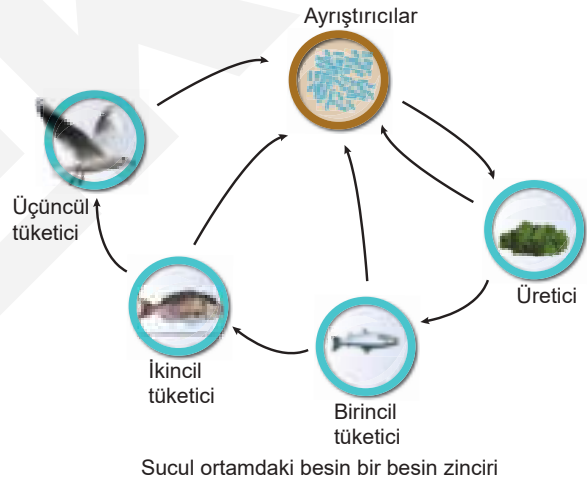 Ayrıştırıcılar
Üçüncül
tüketici
Üretici
İkincil
tüketici
Birincil
tüketici
Sucul ortamdaki besin bir besin zinciri